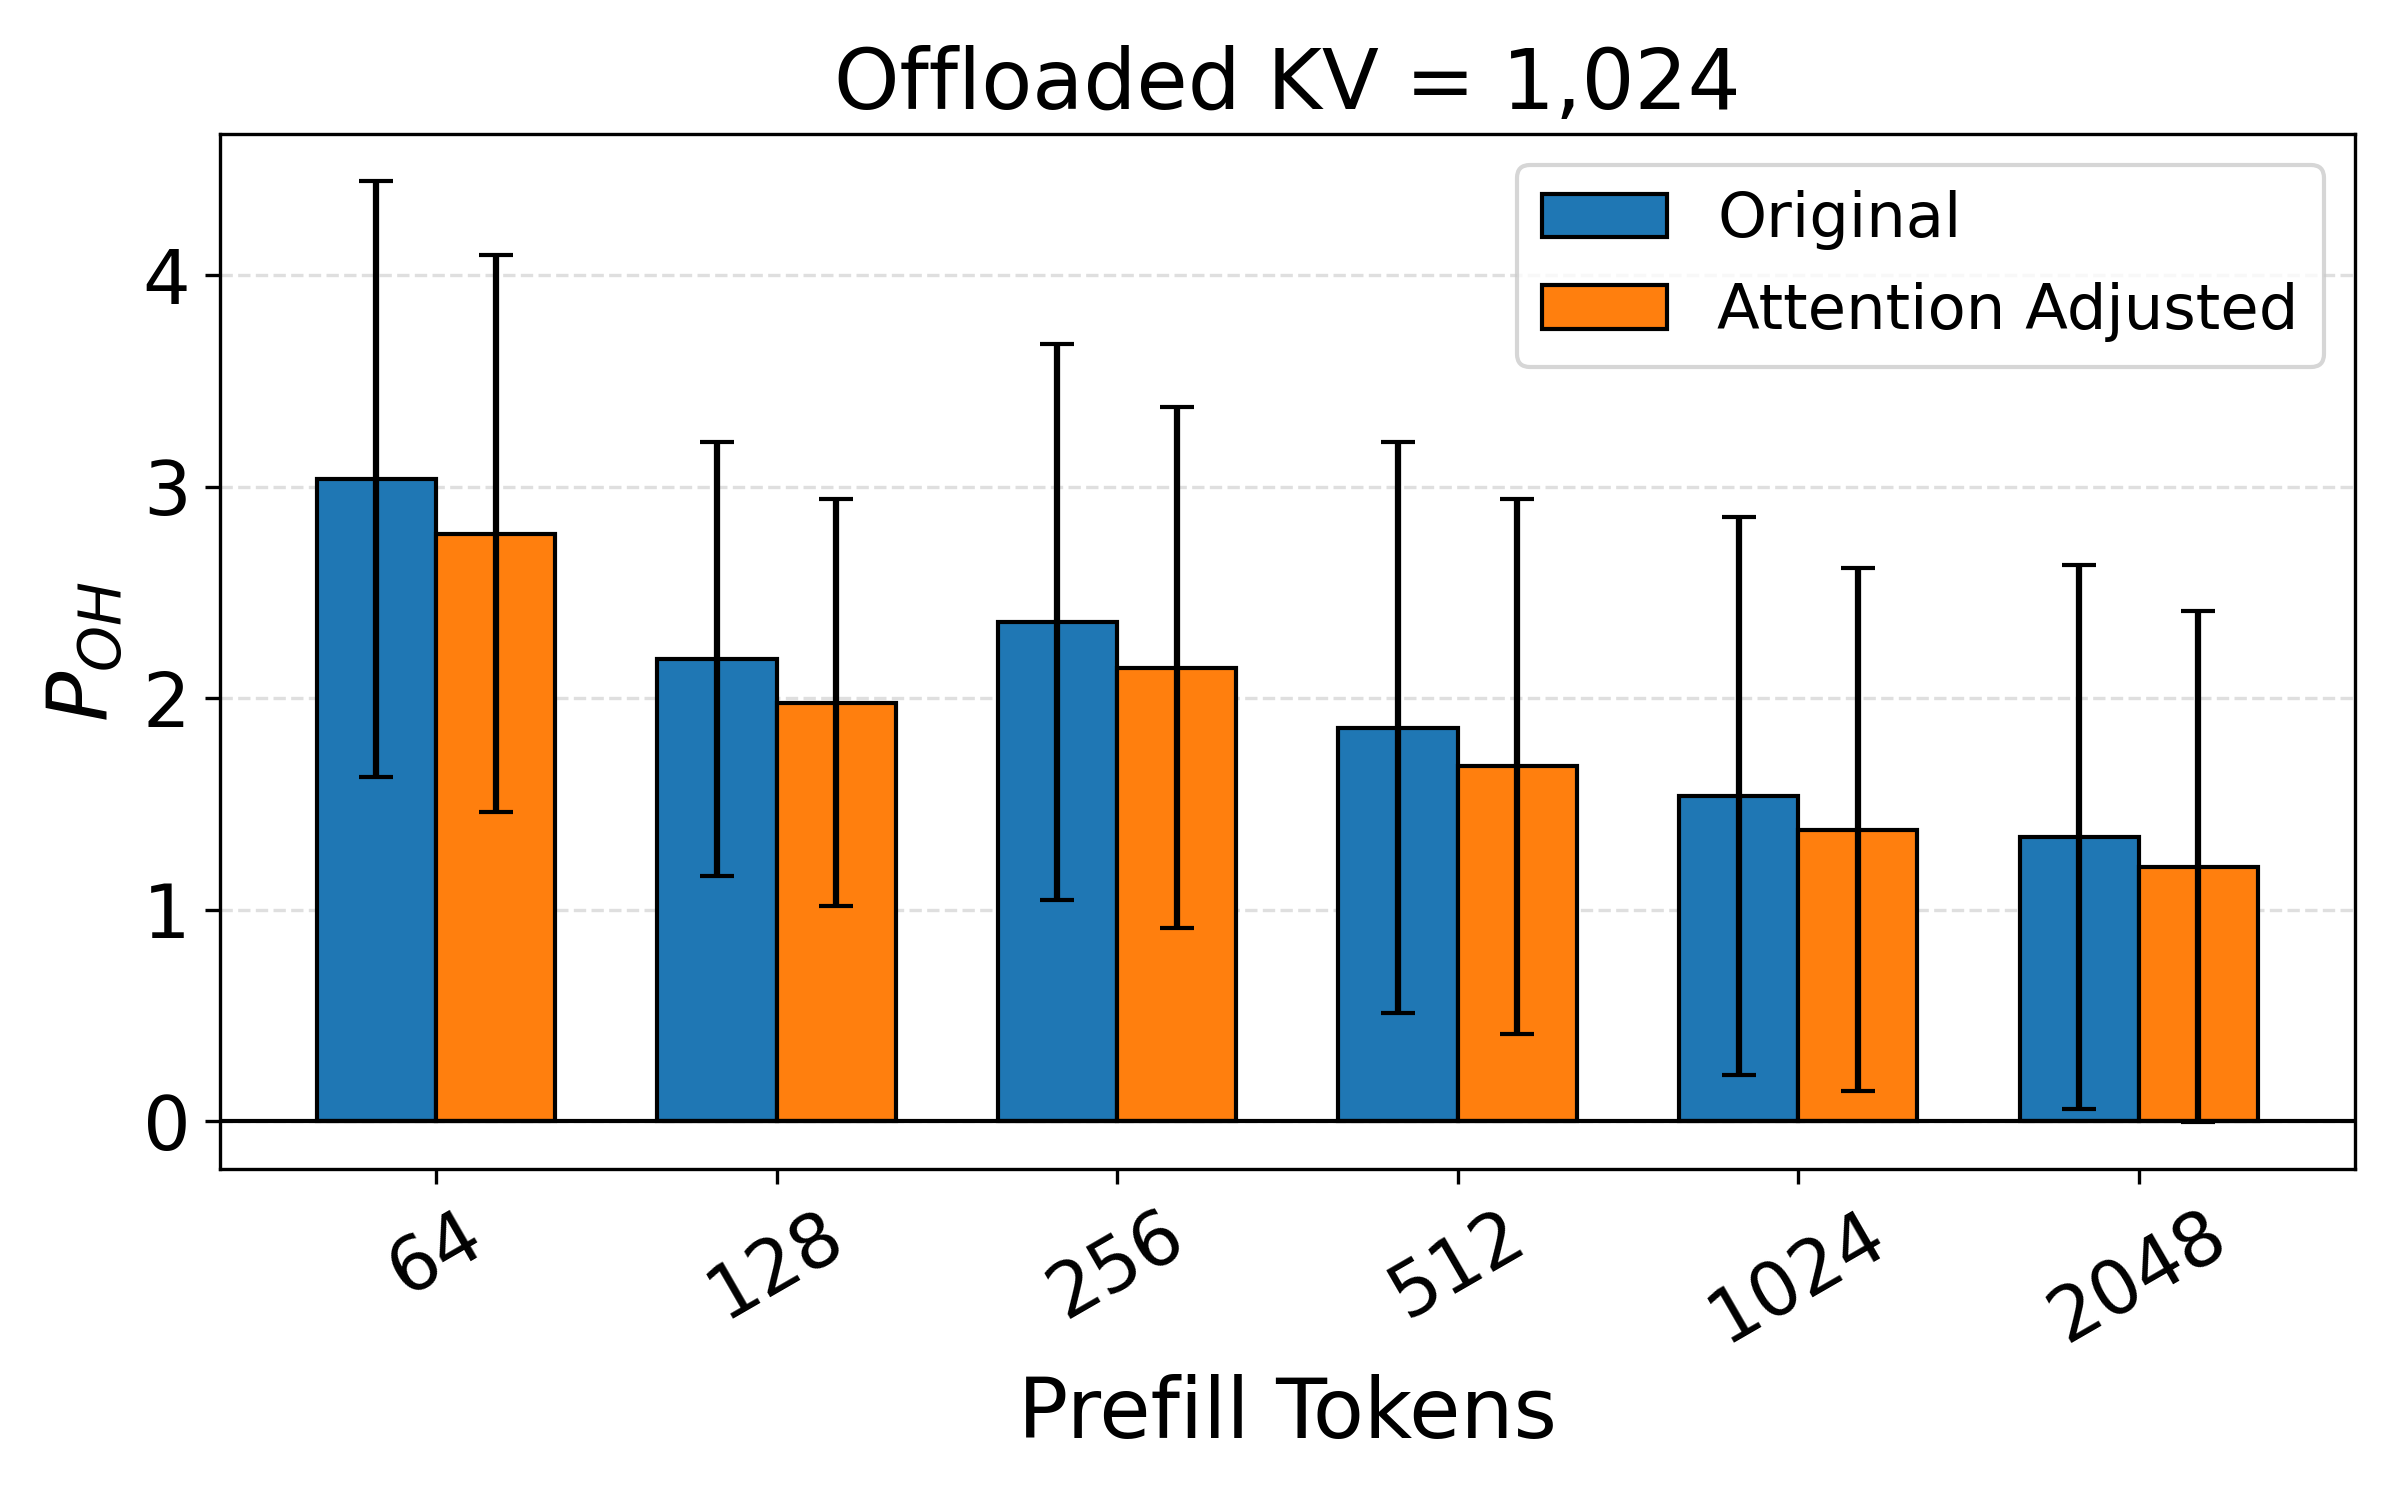 Offloaded KV = 1,024
Original
Attention Adjusted
P_OH
4
3
2
1
0
64
128
256
512
1024
2048
Prefill Tokens